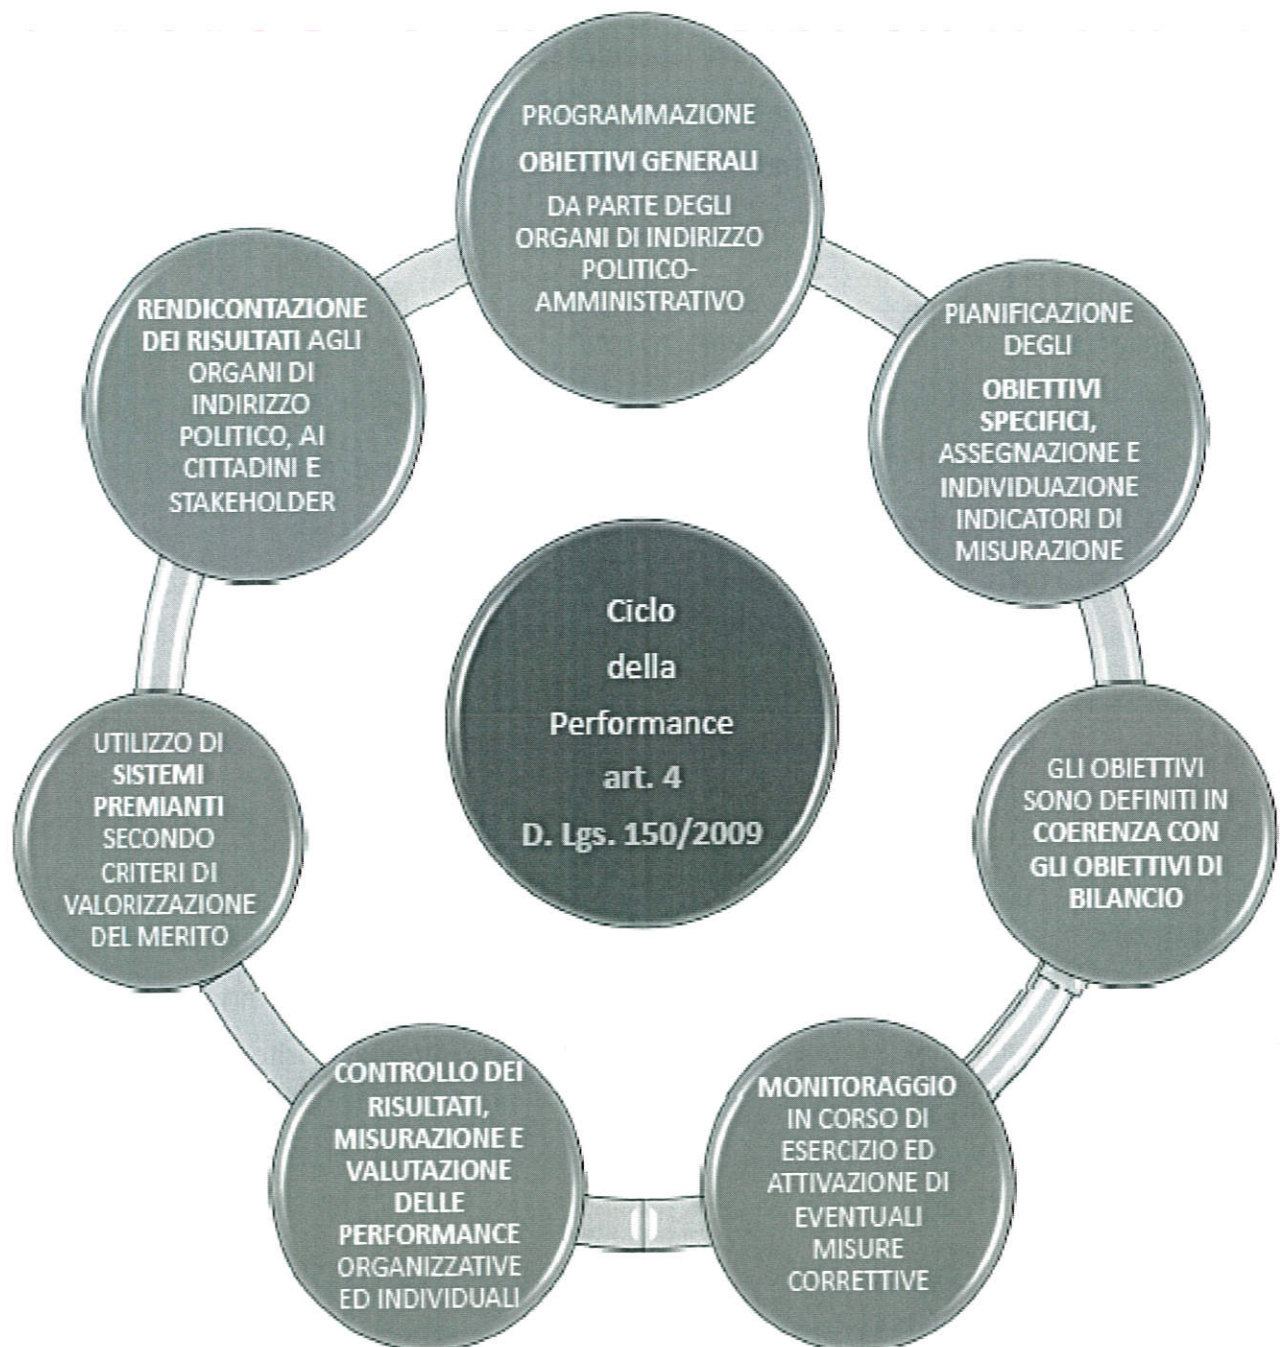 PROGRAMMAZIONE
OBIETTIVI GENERALI
DA PARTE DEGLI
ORGANI DI INDIRIZZO
POLITICO-
AMMINISTRATIVO
PIANIFICAZIONE
DEGLI
OBIETTIVI
SPECIFICI,
ASSEGNAZIONE E
INDIVIDUAZIONE
INDICATORI DI
MISURAZIONE
GLI OBIETTIVI
SONO DEFINITI IN
COERENZA CON
GLI OBIETTIVI DI
BILANCIO
MONITORAGGIO
IN CORSO DI
ESERCIZIO ED
ATTIVAZIONE DI
EVENTUALI
MISURE
CORRETTIVE
CONTROLLO DEI
RISULTATI,
MISURAZIONE E
VALUTAZIONE
DELLE
PERFORMANCE
ORGANIZZATIVE
ED INDIVIDUALI
UTILIZZO DI
SISTEMI
PREMIANTI
SECONDO
CRITERI DI
VALORIZZAZIONE
DEL MERITO
RENDICONTAZIONE
DEI RISULTATI AGLI
ORGANI DI
INDIRIZZO
POLITICO, AI
CITTADINI E
STAKEHOLDER
Ciclo
della
Performance
art. 4
D. Lgs. 150/2009